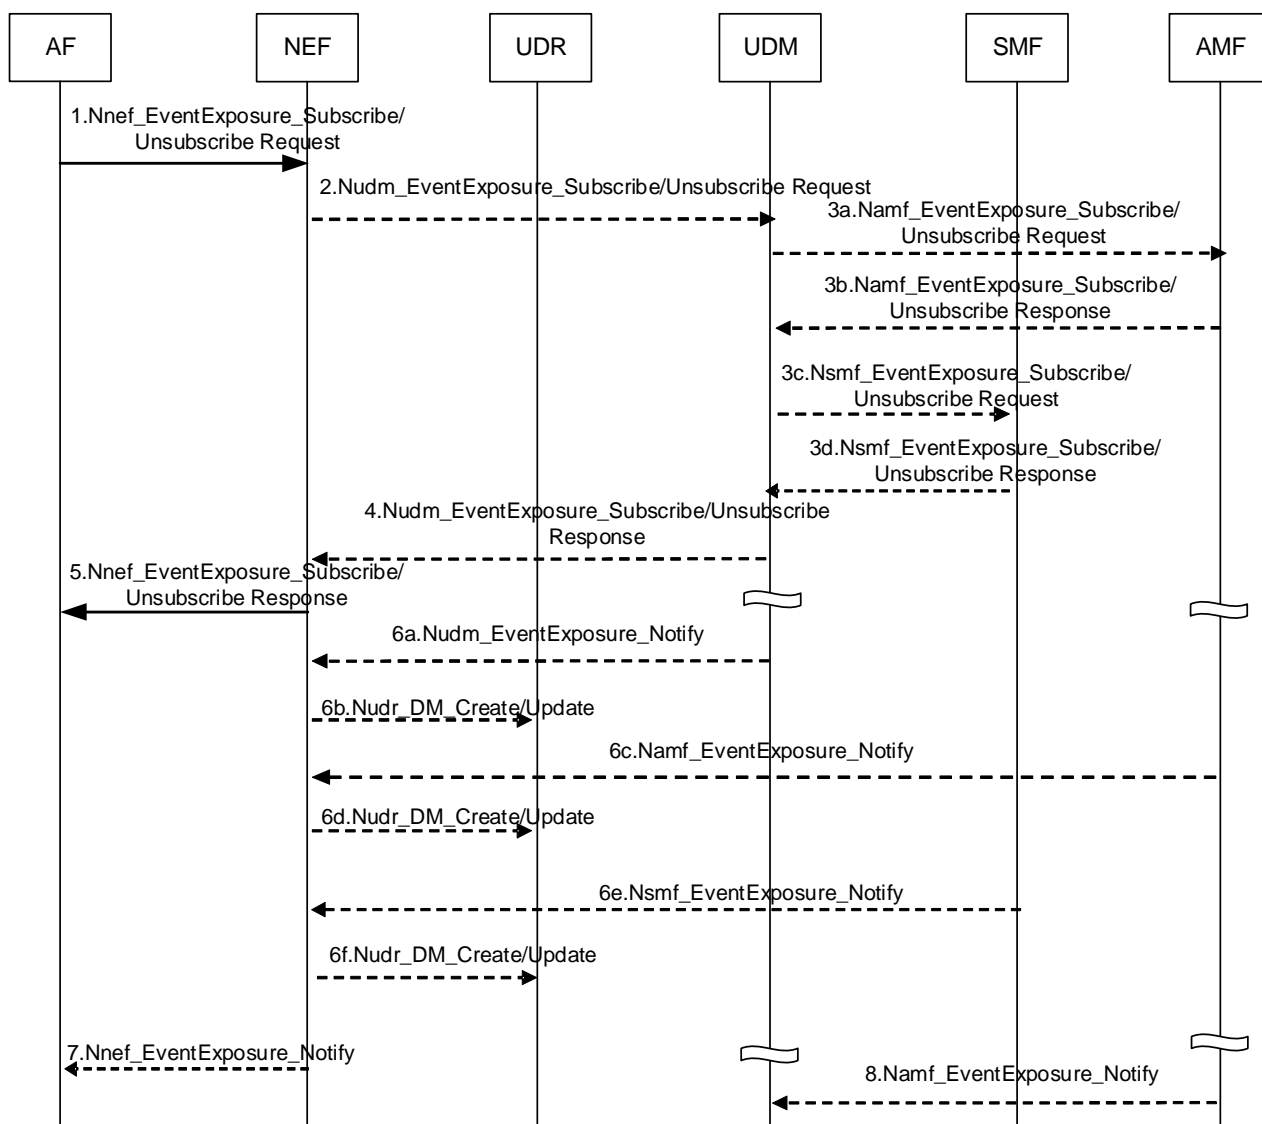 AF
NEF
UDR
UDM
SMF
AMF
1.Nnef_EventExposure_Subscribe/
Unsubscribe Request
2.Nudm_EventExposure_Subscribe/Unsubscribe Request
3a.Namf_EventExposure_Subscribe/
Unsubscribe Request
3b.Namf_EventExposure_Subscribe/
Unsubscribe Response
3c.Nsmf_EventExposure_Subscribe/
Unsubscribe Request
3d.Nsmf_EventExposure_Subscribe/
Unsubscribe Response
4.Nudm_EventExposure_Subscribe/Unsubscribe
Response
5.Nnef_EventExposure_Subscribe/
Unsubscribe Response
6a.Nudm_EventExposure_Notify
6b.Nudr_DM_Create/Update
6c.Namf_EventExposure_Notify
6d.Nudr_DM_Create/Update
6e.Nsmf_EventExposure_Notify
6f.Nudr_DM_Create/Update
7.Nnef_EventExposure_Notify
8.Namf_EventExposure_Notify